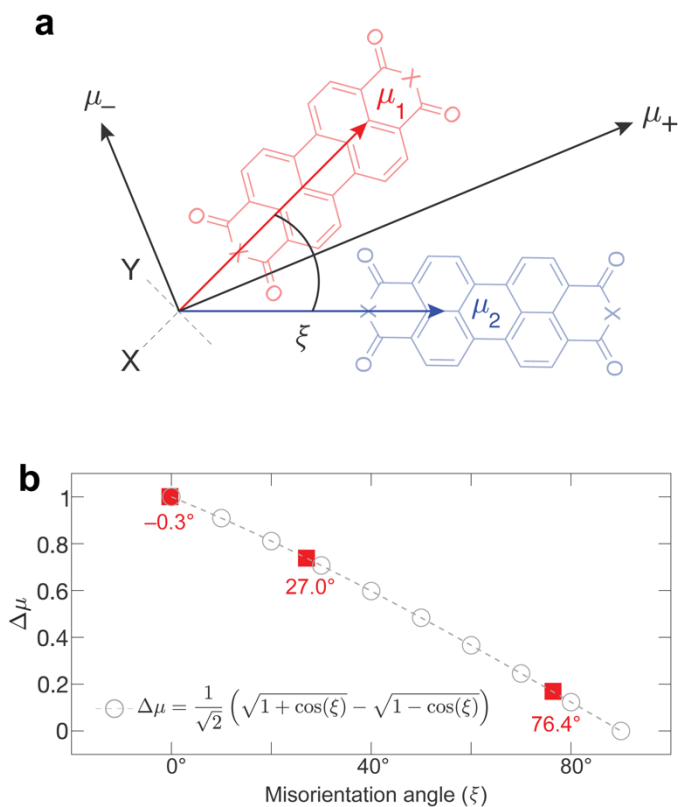 a
O
X
O
μ₁
μ₋
μ₊
O
X
O
Y
X
ξ
μ₂
O
O
X
X
O
O
b
1
0.8
0.6
0.4
0.2
0
Δμ
−0.3°
27.0°
76.4°
Δμ = 1/√2 (√1 + cos(ξ) − √1 − cos(ξ))
0° 40° 80°
Misorientation angle (ξ)